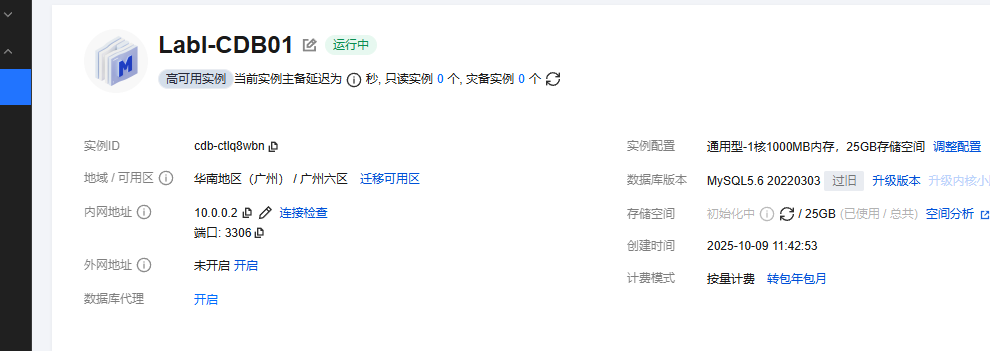 Labl-CDB01 运行中
高可用实例 当前实例主备延迟为 秒, 只读实例 0 个, 灾备实例 0 个
实例ID cdb-ctlq8wbn
实例配置 通用型-1核1000MB内存，25GB存储空间 调整配置
地域 / 可用区 华南地区（广州） / 广州六区 迁移可用区
数据库版本 MySQL5.6 20220303 过旧 升级版本 升级内核小
内网地址 10.0.0.2 连接检查
端口: 3306
存储空间 初始化中 / 25GB (已使用 / 总共) 空间分析
创建时间 2025-10-09 11:42:53
外网地址 未开启 开启
计费模式 按量计费 转包年包月
数据库代理 开启